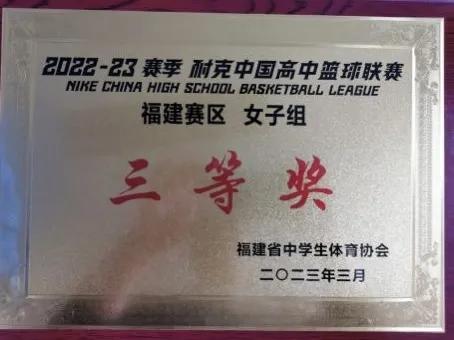 2022-23 赛季 耐克中国高中篮球联赛
NIKE CHINA HIGH SCHOOL BASKETBALL LEAGUE
福建赛区 女子组
三等奖
福建省中学生体育协会
二〇二三年三月